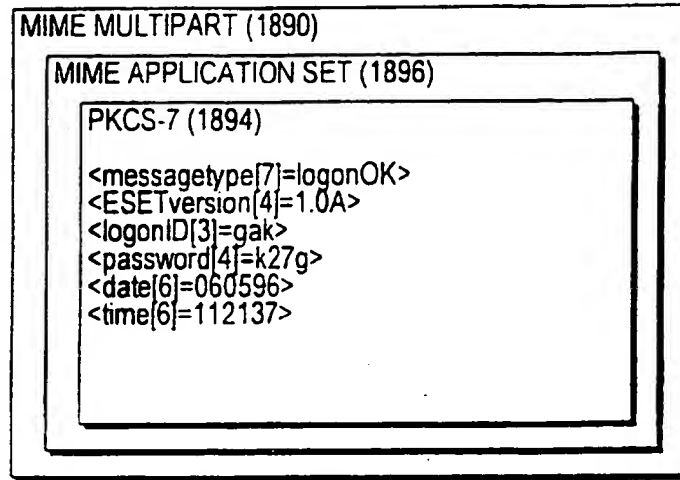 MIME MULTIPART (1890)
MIME APPLICATION SET (1896)
PKCS-7 (1894)
<messagetype[7]=logonOK>
<ESETversion[4]=1.0A>
<logonID[3]=gak>
<password[4]=k27g>
<date[6]=060596>
<time[6]=112137>